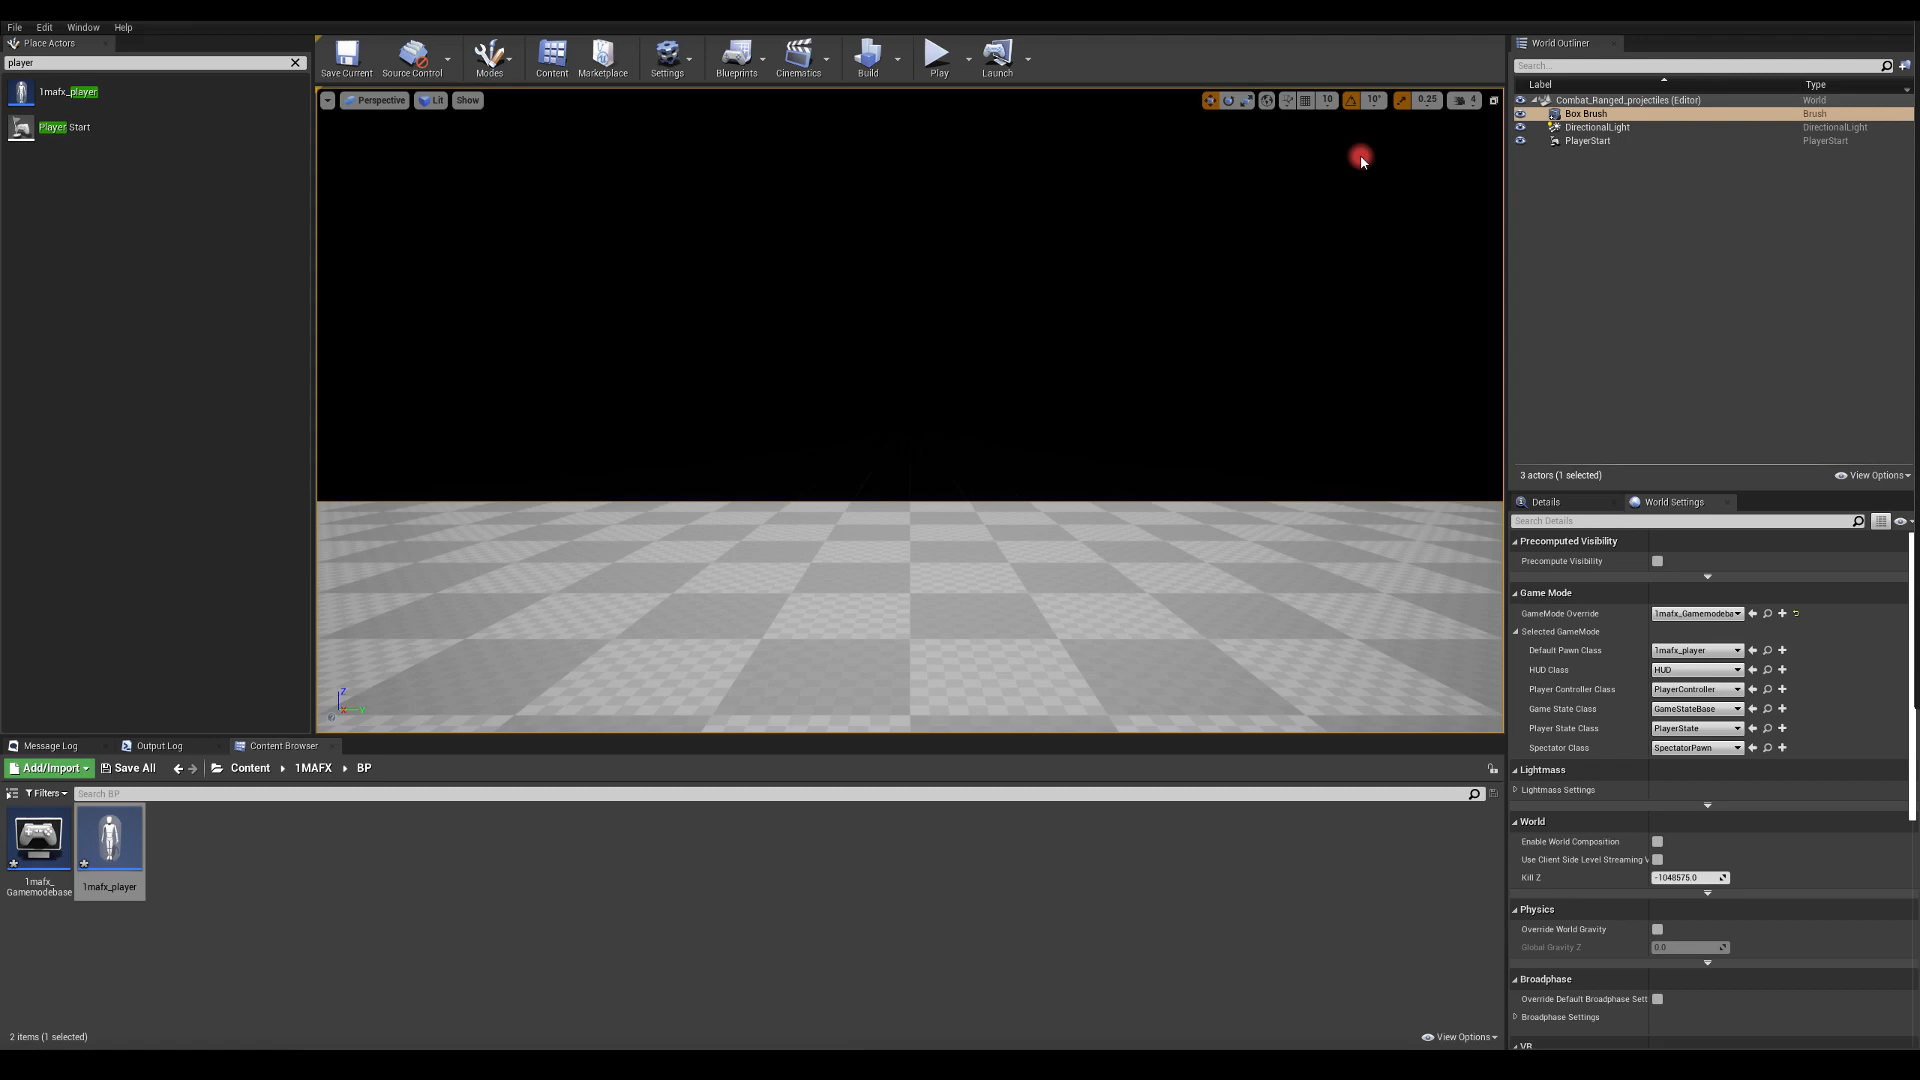 File Edit Window Help
Place Actors
player
1mafx_player
Player Start
Save Current Source Control Modes Content Marketplace Settings Blueprints Cinematics Build Play Launch
Perspective Lit Show
10 10° 0.25 4
Z
X Y
World Outliner
Search...
Label Type
Combat_Ranged_projectiles (Editor) World
Box Brush Brush
DirectionalLight DirectionalLight
PlayerStart PlayerStart
3 actors (1 selected) View Options
Details World Settings
Search Details
Precomputed Visibility
Precompute Visibility
Game Mode
GameMode Override 1mafx_Gamemodeba
Selected GameMode
Default Pawn Class 1mafx_player
HUD Class HUD
Player Controller Class PlayerController
Game State Class GameStateBase
Player State Class PlayerState
Spectator Class SpectatorPawn
Lightmass
Lightmass Settings
World
Enable World Composition
Use Client Side Level Streaming V
Kill Z -1048575.0
Physics
Override World Gravity
Global Gravity Z 0.0
Broadphase
Override Default Broadphase Sett
Broadphase Settings
VR
Message Log Output Log Content Browser
Add/Import Save All Content 1MAFX BP
Filters Search BP
1mafx_
Gamemodebase
1mafx_player
2 items (1 selected) View Options